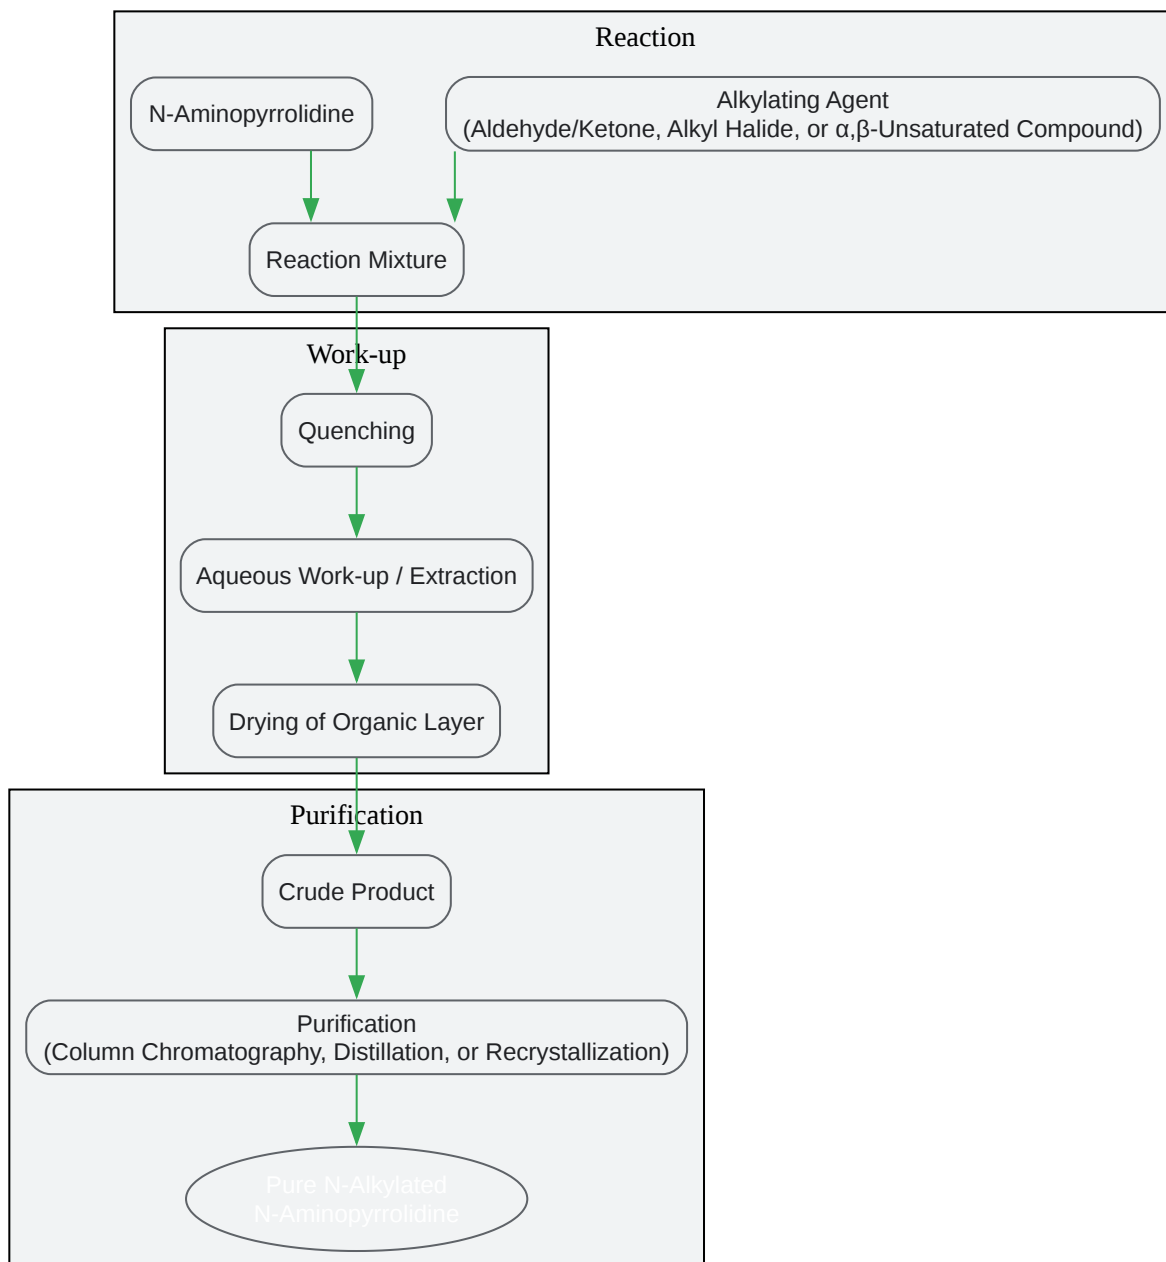 Reaction
N-Aminopyrrolidine
Alkylating Agent
(Aldehyde/Ketone, Alkyl Halide, or α,β-Unsaturated Compound)
Reaction Mixture
Work-up
Quenching
Aqueous Work-up / Extraction
Drying of Organic Layer
Purification
Crude Product
Purification
(Column Chromatography, Distillation, or Recrystallization)
Pure N-Alkylated
N-Aminopyrrolidine